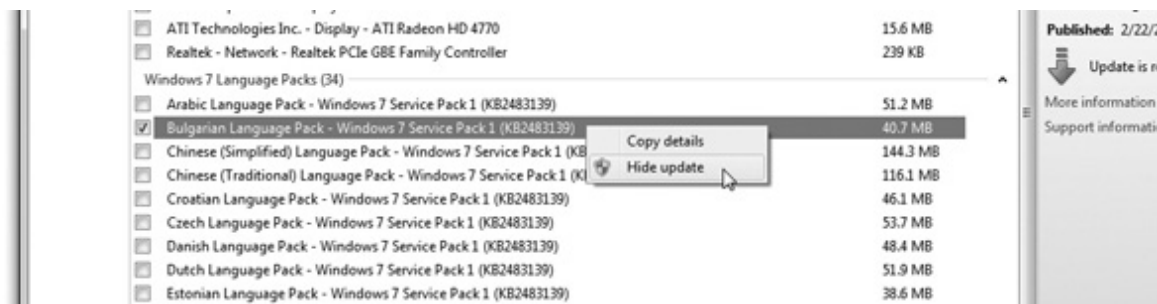 ATI Technologies Inc. - Display - ATI Radeon HD 4770 15.6 MB
Realtek - Network - Realtek PCIe GBE Family Controller 239 KB
Windows 7 Language Packs (34)
Arabic Language Pack - Windows 7 Service Pack 1 (KB2483139) 51.2 MB
Bulgarian Language Pack - Windows 7 Service Pack 1 (KB2483139) 40.7 MB
Chinese (Simplified) Language Pack - Windows 7 Service Pack 1 (KB 144.3 MB
Chinese (Traditional) Language Pack - Windows 7 Service Pack 1 (K 116.1 MB
Croatian Language Pack - Windows 7 Service Pack 1 (KB2483139) 46.1 MB
Czech Language Pack - Windows 7 Service Pack 1 (KB2483139) 53.7 MB
Danish Language Pack - Windows 7 Service Pack 1 (KB2483139) 48.4 MB
Dutch Language Pack - Windows 7 Service Pack 1 (KB2483139) 51.9 MB
Estonian Language Pack - Windows 7 Service Pack 1 (KB2483139) 38.6 MB
Copy details
Hide update
Published: 2/22/2
Update is r
More information
Support informati